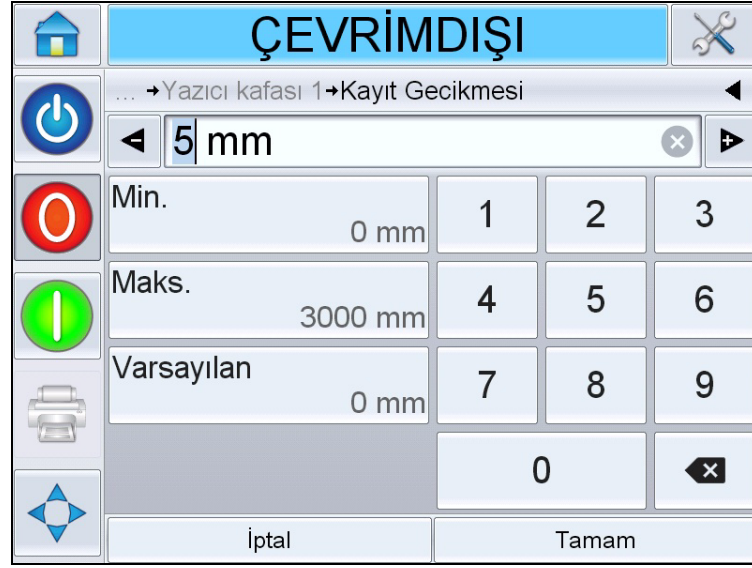 ÇEVRİMDIŞI
... →Yazıcı kafası 1→Kayıt Gecikmesi
5 mm
Min.
0 mm
1 2 3
Maks.
3000 mm
4 5 6
Varsayılan
0 mm
7 8 9
0
İptal
Tamam